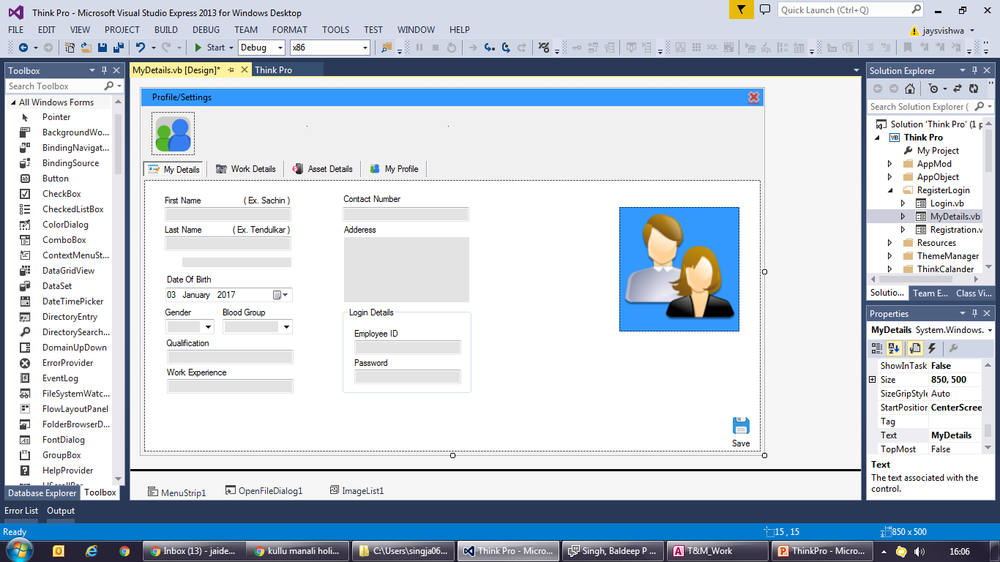 Think Pro - Microsoft Visual Studio Express 2013 for Windows Desktop
Quick Launch (Ctrl+Q)
FILE EDIT VIEW PROJECT BUILD DEBUG TEAM FORMAT TOOLS TEST WINDOW HELP
jaysvishwa
Start Debug x86
Toolbox
Search Toolbox
All Windows Forms
Pointer
BackgroundWo...
BindingNavigat...
BindingSource
Button
CheckBox
CheckedListBox
ColorDialog
ComboBox
ContextMenuSt...
DataGridView
DataSet
DateTimePicker
DirectoryEntry
DirectorySearch...
DomainUpDown
ErrorProvider
EventLog
FileSystemWatc...
FlowLayoutPanel
FolderBrowserD...
FontDialog
GroupBox
HelpProvider
Database Explorer Toolbox
MyDetails.vb [Design]* Think Pro
Profile/Settings
My Details Work Details Asset Details My Profile
First Name ( Ex. Sachin )
Last Name ( Ex. Tendulkar )
Date Of Birth
03 January 2017
Gender Blood Group
Qualification
Work Experience
Contact Number
Adderess
Login Details
Employee ID
Password
Save
MenuStrip1 OpenFileDialog1 ImageList1
Solution Explorer
Search Solution Explorer (
Solution 'Think Pro' (1 p
VB Think Pro
My Project
AppMod
AppObject
RegisterLogin
Login.vb
MyDetails.vb
Registration.v
Resources
ThemeManager
ThinkCalander
Solutio... Team E... Class Vi...
Properties
MyDetails System.Windows.
ShowInTask False
Size 850, 500
SizeGripStyle Auto
StartPosition CenterScree
Tag
Text MyDetails
TopMost False
Text
The text associated with the
control.
Error List Output
Ready 15 , 15 850 x 500
Inbox (13) - jaide... kullu manali holi... C:\Users\singja06... Think Pro - Micro... Singh, Baldeep P ... T&M_Work ThinkPro - Micro... 16:06